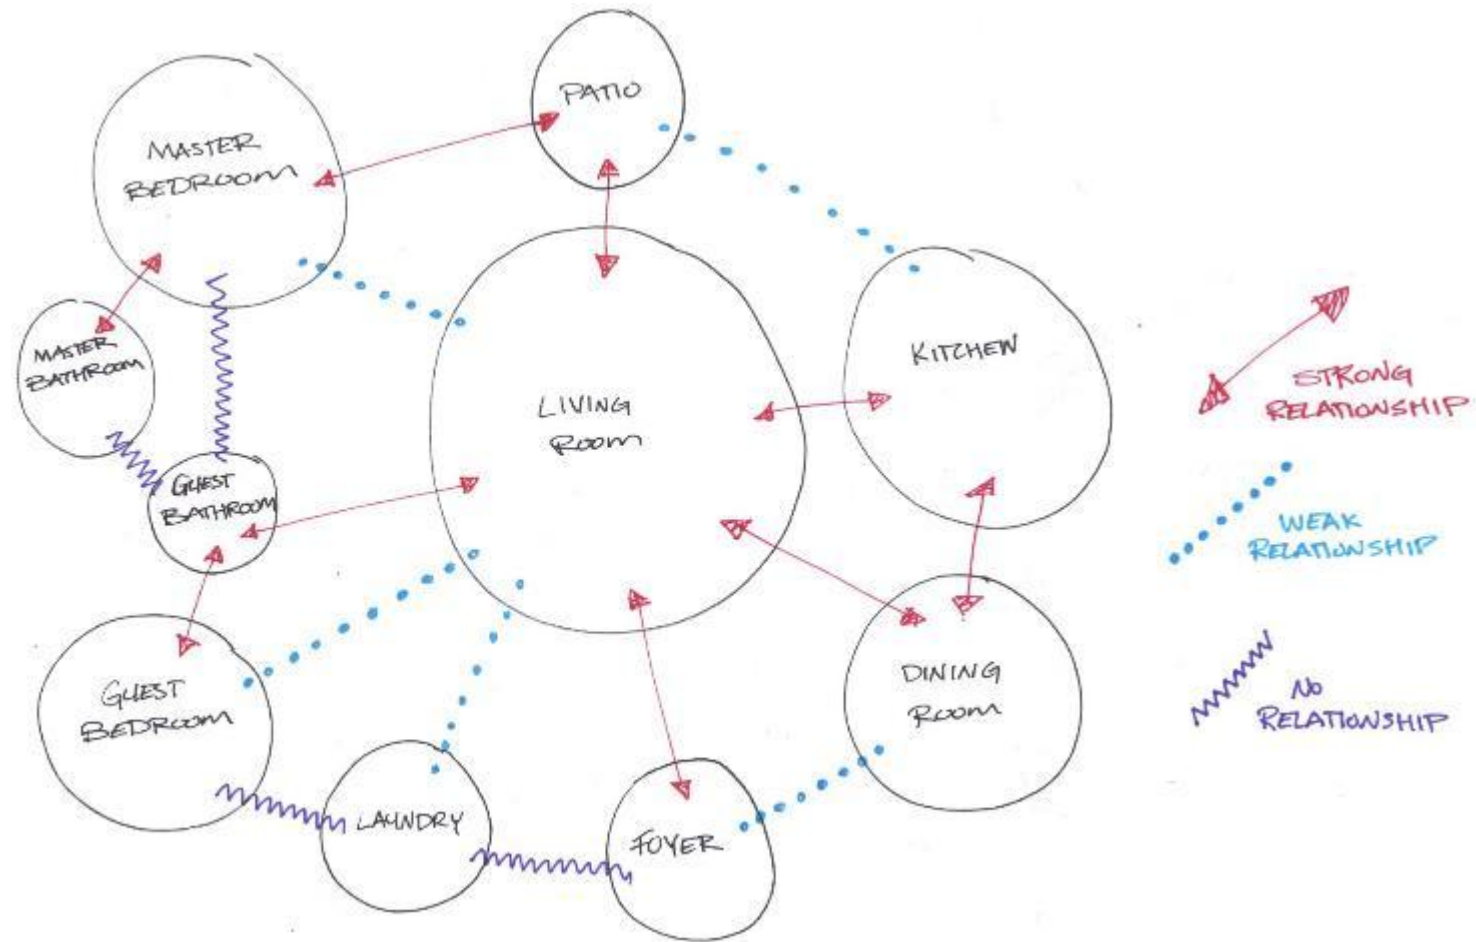 PATIO
MASTER
BEDROOM
KITCHEN
MASTER
BATHROOM
LIVING
ROOM
GUEST
BATHROOM
GUEST
BEDROOM
DINING
ROOM
LAUNDRY
FOYER
STRONG
RELATIONSHIP
WEAK
RELATIONSHIP
NO
RELATIONSHIP